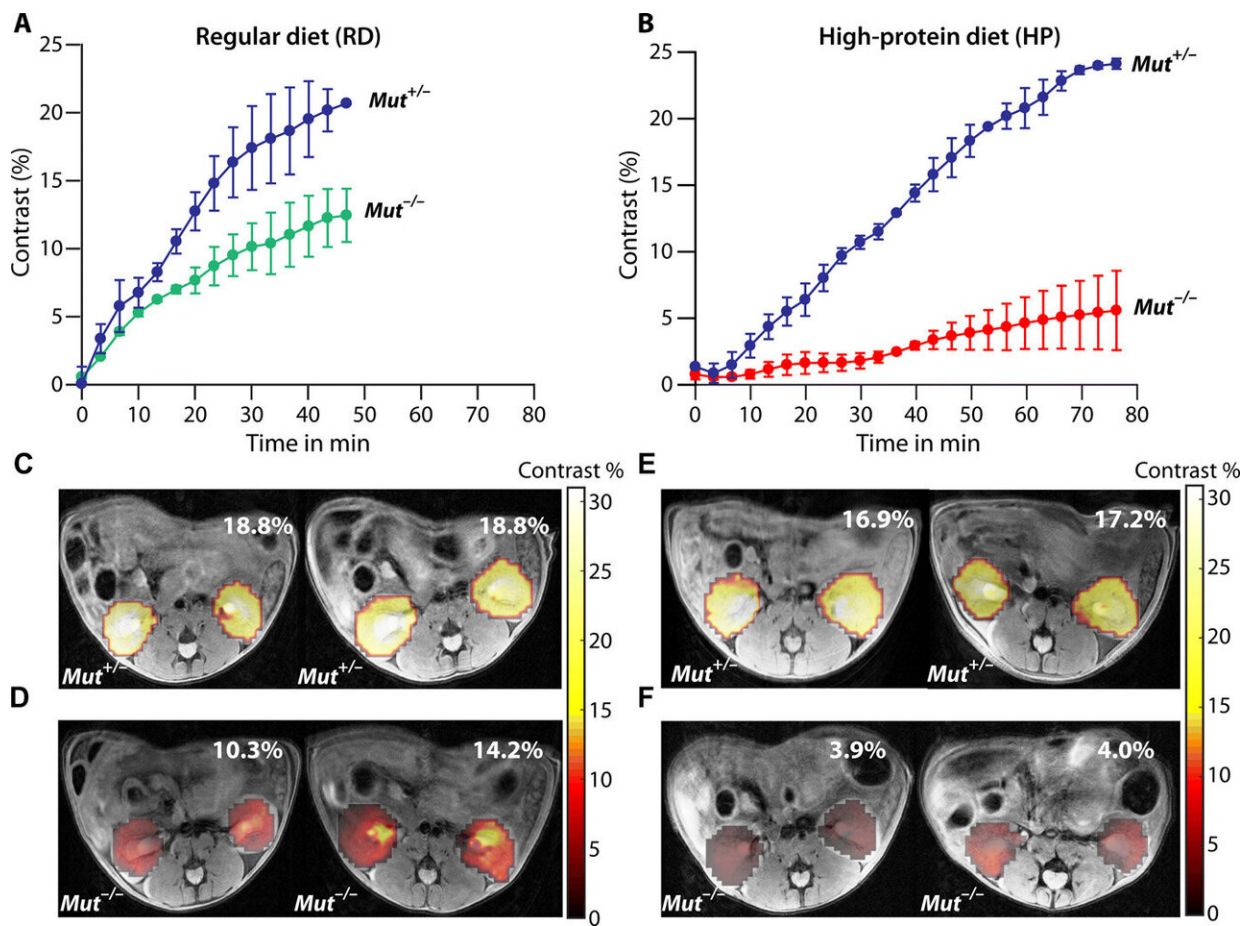 A
Regular diet (RD)
25
20
15
10
5
0
Contrast (%)
Mut+/–
Mut–/–
0 10 20 30 40 50 60 70 80
Time in min
B
High-protein diet (HP)
25
20
15
10
5
0
Contrast (%)
Mut+/–
Mut–/–
0 10 20 30 40 50 60 70 80
Time in min
C
18.8%
18.8%
Mut+/–
Mut+/–
D
10.3%
14.2%
Mut–/–
Mut–/–
Contrast %
30
25
20
15
10
5
0
E
16.9%
17.2%
Mut+/–
Mut+/–
F
3.9%
4.0%
Mut–/–
Mut–/–
Contrast %
30
25
20
15
10
5
0